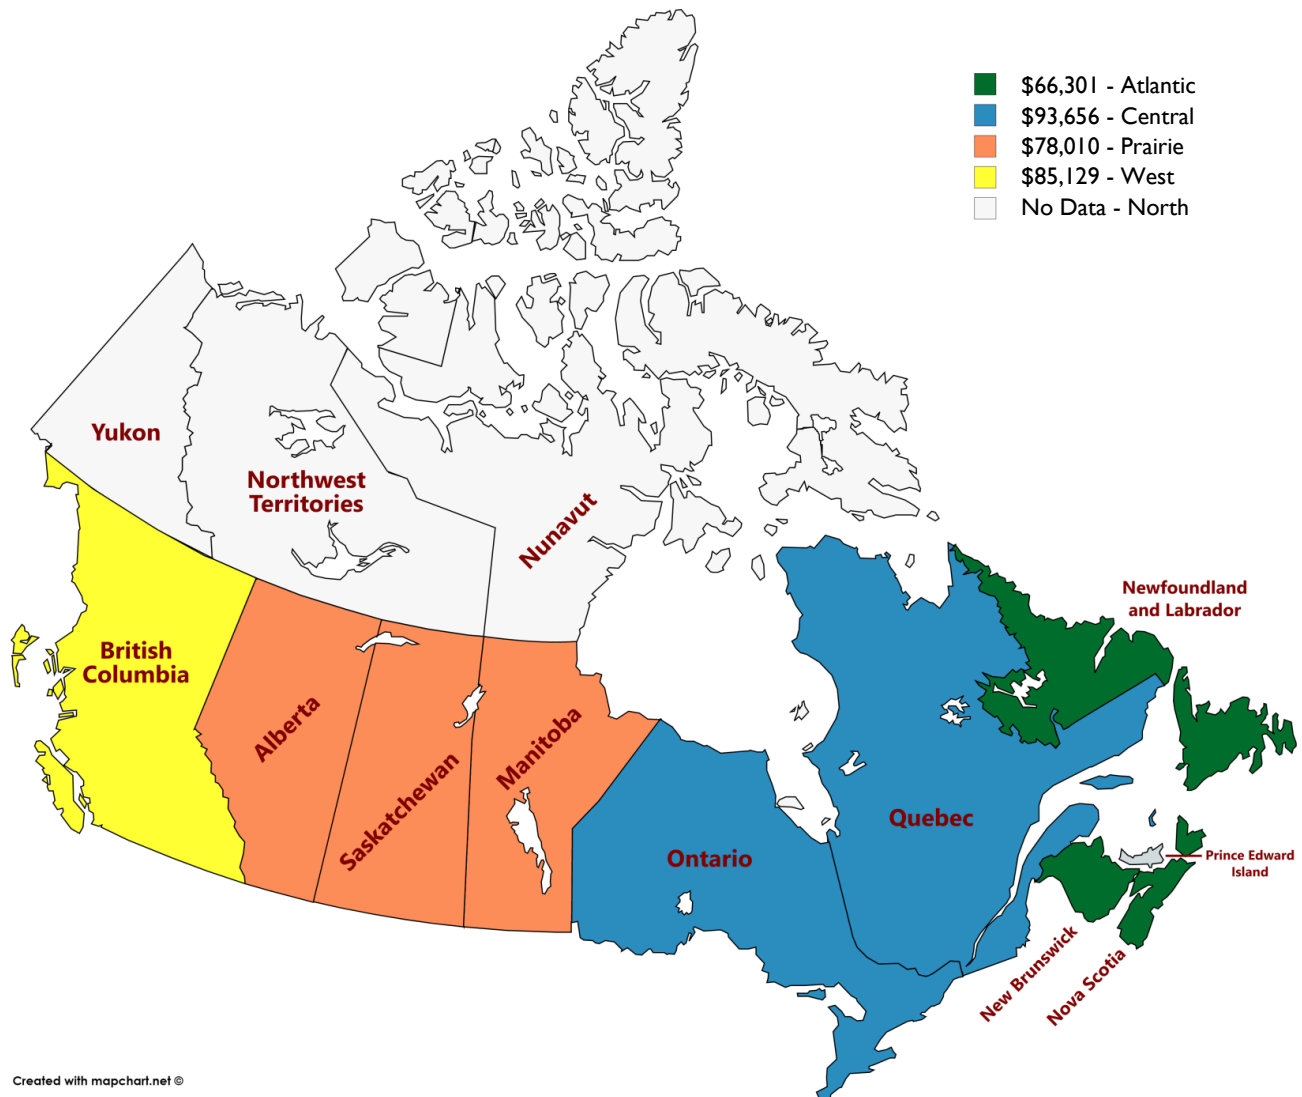 $66,301 - Atlantic
$93,656 - Central
$78,010 - Prairie
$85,129 - West
No Data - North
Yukon
Northwest
Territories
Nunavut
Newfoundland
and Labrador
British
Columbia
Alberta
Saskatchewan
Manitoba
Ontario
Quebec
Prince Edward
Island
New Brunswick
Nova Scotia
Created with mapchart.net ©